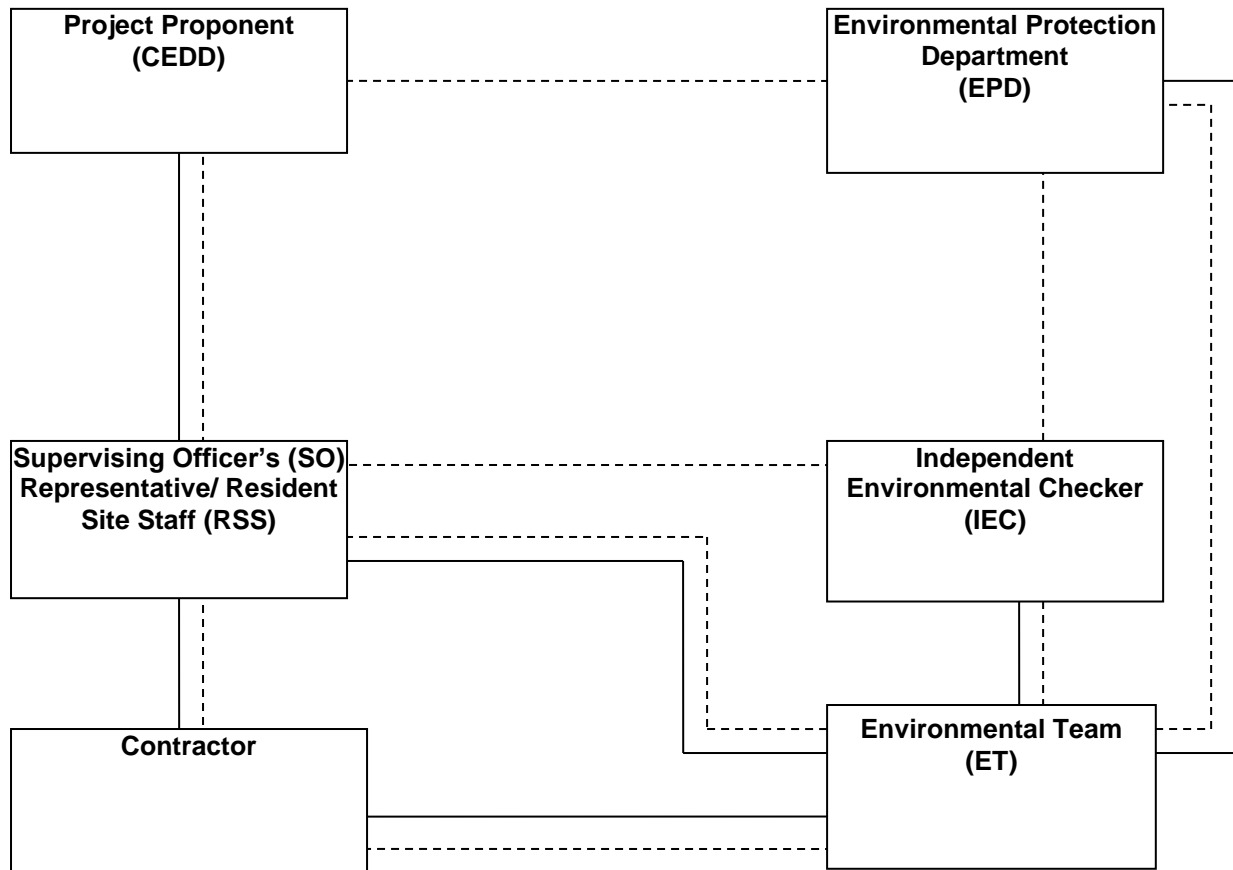 Project Proponent
(CEDD)
Environmental Protection
Department
(EPD)
Supervising Officer's (SO)
Representative/ Resident
Site Staff (RSS)
Independent
Environmental Checker
(IEC)
Contractor
Environmental Team
(ET)